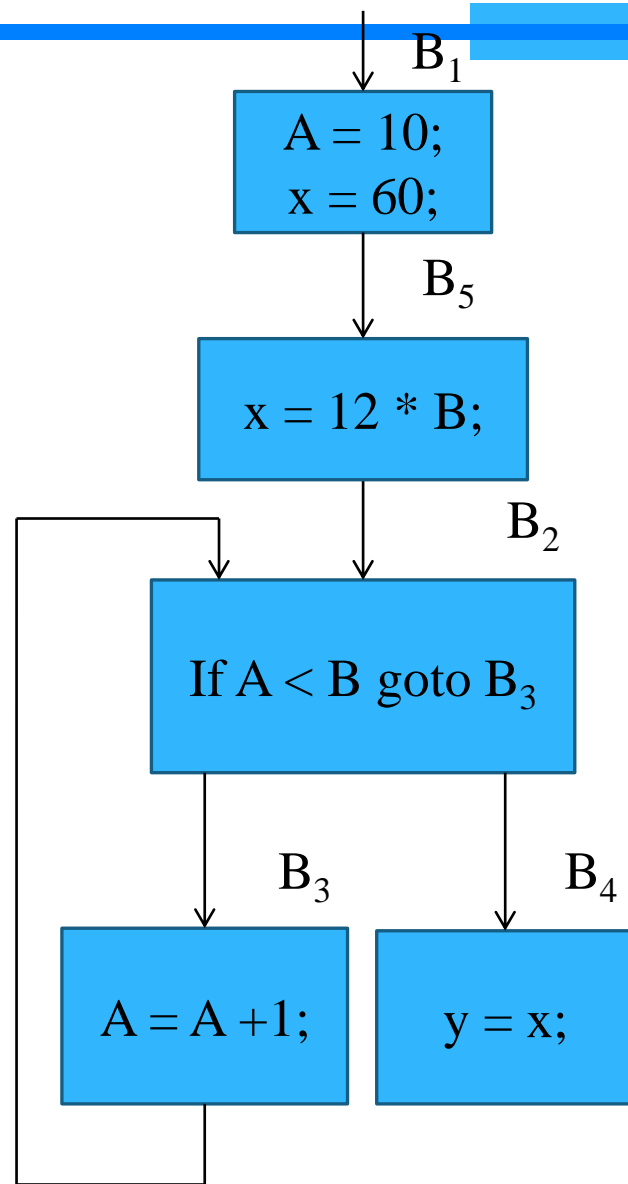 B₁
A = 10;
x = 60;
B₅
x = 12 * B;
B₂
If A < B goto B₃
B₃
B₄
A = A +1;
y = x;